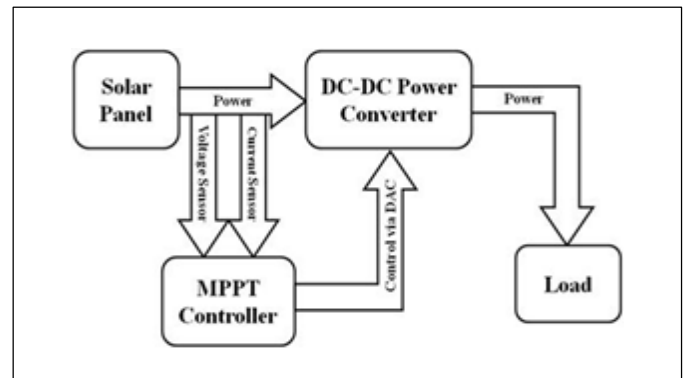 Solar
Panel
Power
DC-DC Power
Converter
Power
Voltage Sensor
Current Sensor
Control via DAC
MPPT
Controller
Load